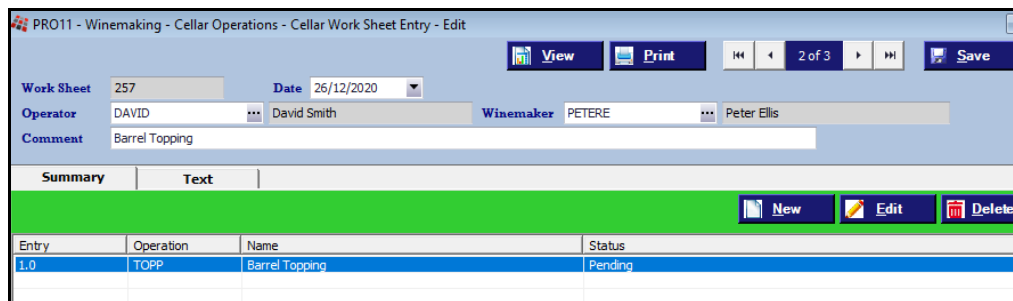 PRO11 - Winemaking - Cellar Operations - Cellar Work Sheet Entry - Edit
View Print 2 of 3 Save
Work Sheet 257 Date 26/12/2020
Operator DAVID ... David Smith Winemaker PETERE ... Peter Ellis
Comment Barrel Topping
Summary Text
New Edit Delete
Entry Operation Name Status
1.0 TOPP Barrel Topping Pending